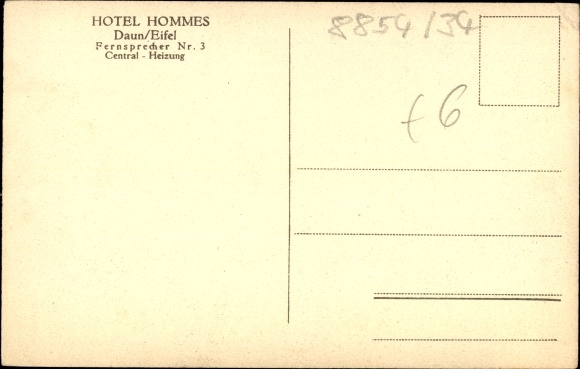 HOTEL HOMMES
Daun/Eifel
Fernsprecher Nr. 3
Central - Heizung
8854/34
£6